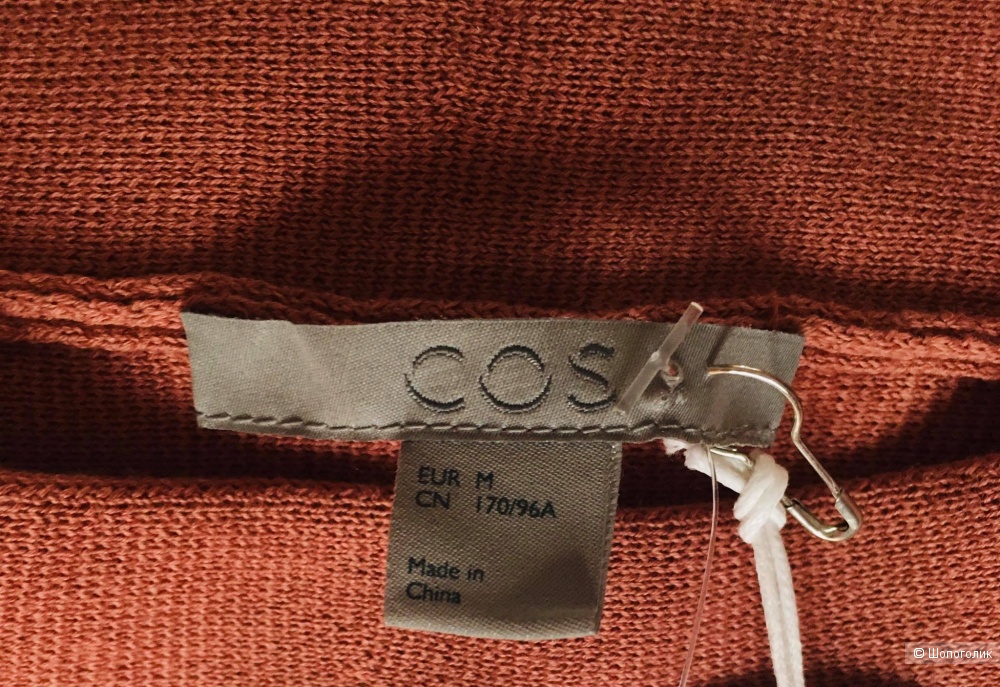 COS
EUR M
CN 170/96A
Made in
China
© Шопоголик